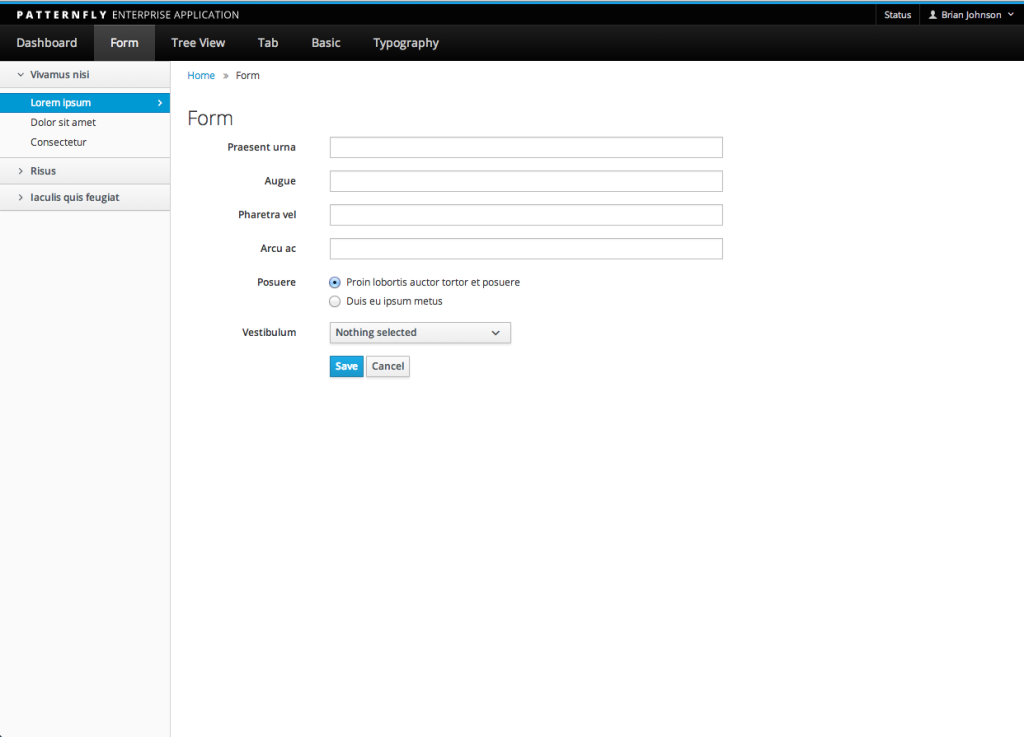 PATTERNFLY ENTERPRISE APPLICATION
Status
Brian Johnson
Dashboard
Form
Tree View
Tab
Basic
Typography
Vivamus nisi
Lorem ipsum
Dolor sit amet
Consectetur
Risus
Iaculis quis feugiat
Home » Form
Form
Praesent urna
Augue
Pharetra vel
Arcu ac
Posuere
Proin lobortis auctor tortor et posuere
Duis eu ipsum metus
Vestibulum
Nothing selected
Save
Cancel